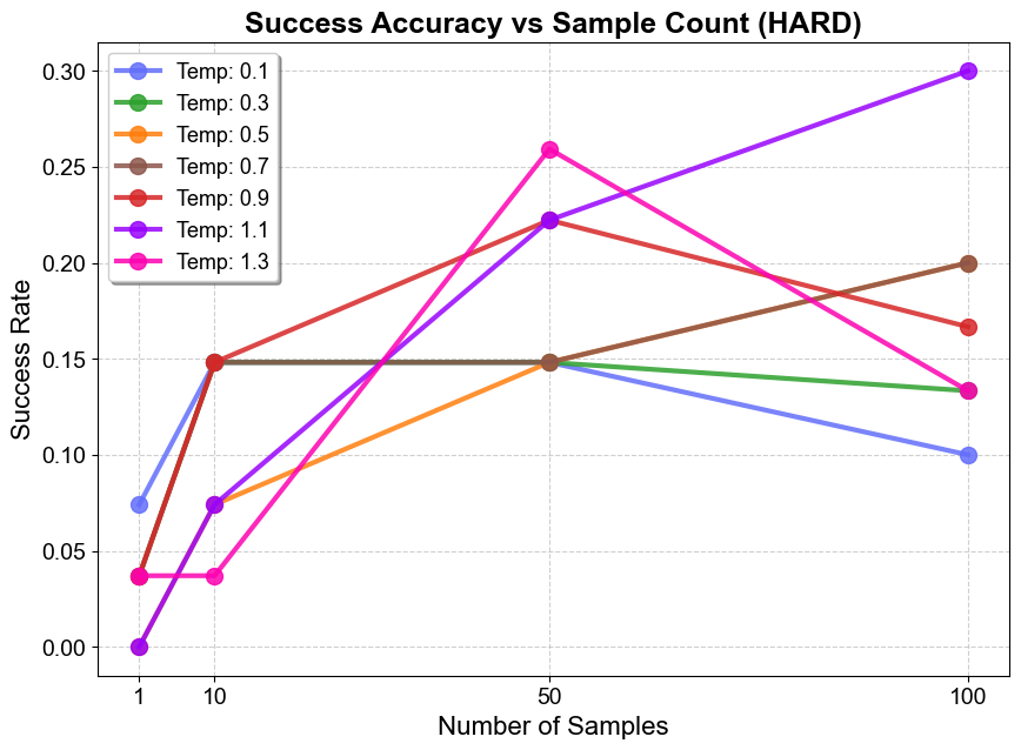 Success Accuracy vs Sample Count (HARD)
Temp: 0.1
Temp: 0.3
Temp: 0.5
Temp: 0.7
Temp: 0.9
Temp: 1.1
Temp: 1.3
0.30
0.25
0.20
0.15
0.10
0.05
0.00
Success Rate
1 10 50 100
Number of Samples